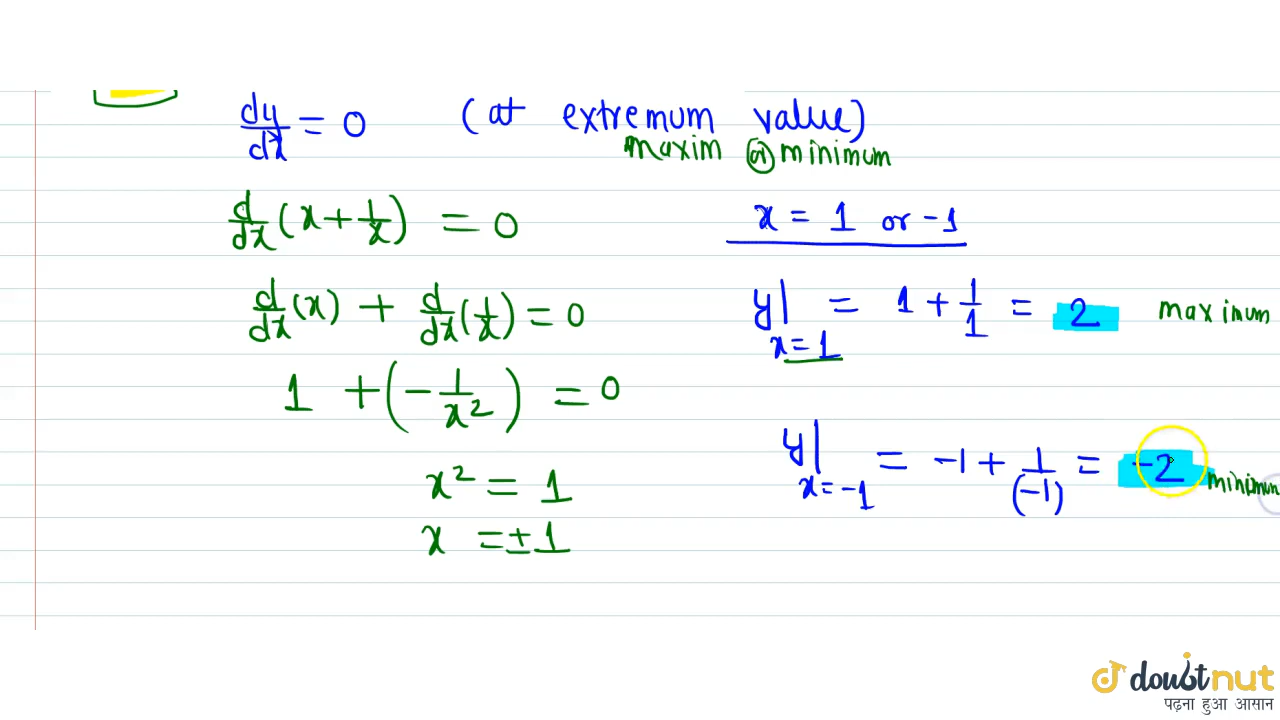 dy/dx = 0 (at extremum value)
maxim or minimum
d/dx (x + 1/x) = 0
d/dx (x) + d/dx (1/x) = 0
1 + (- 1/x²) = 0
x² = 1
x = ± 1
x = 1 or -1
y| x = 1 = 1 + 1/1 = 2 maximum
y| x = -1 = -1 + 1/(-1) = -2 minimum
doubtnut
पढ़ना हुआ आसान